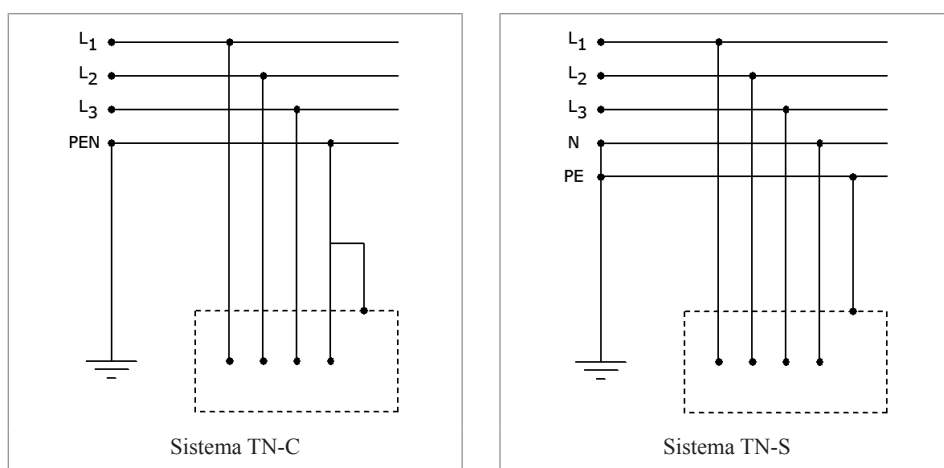 L1
L2
L3
PEN
Sistema TN-C
L1
L2
L3
N
PE
Sistema TN-S